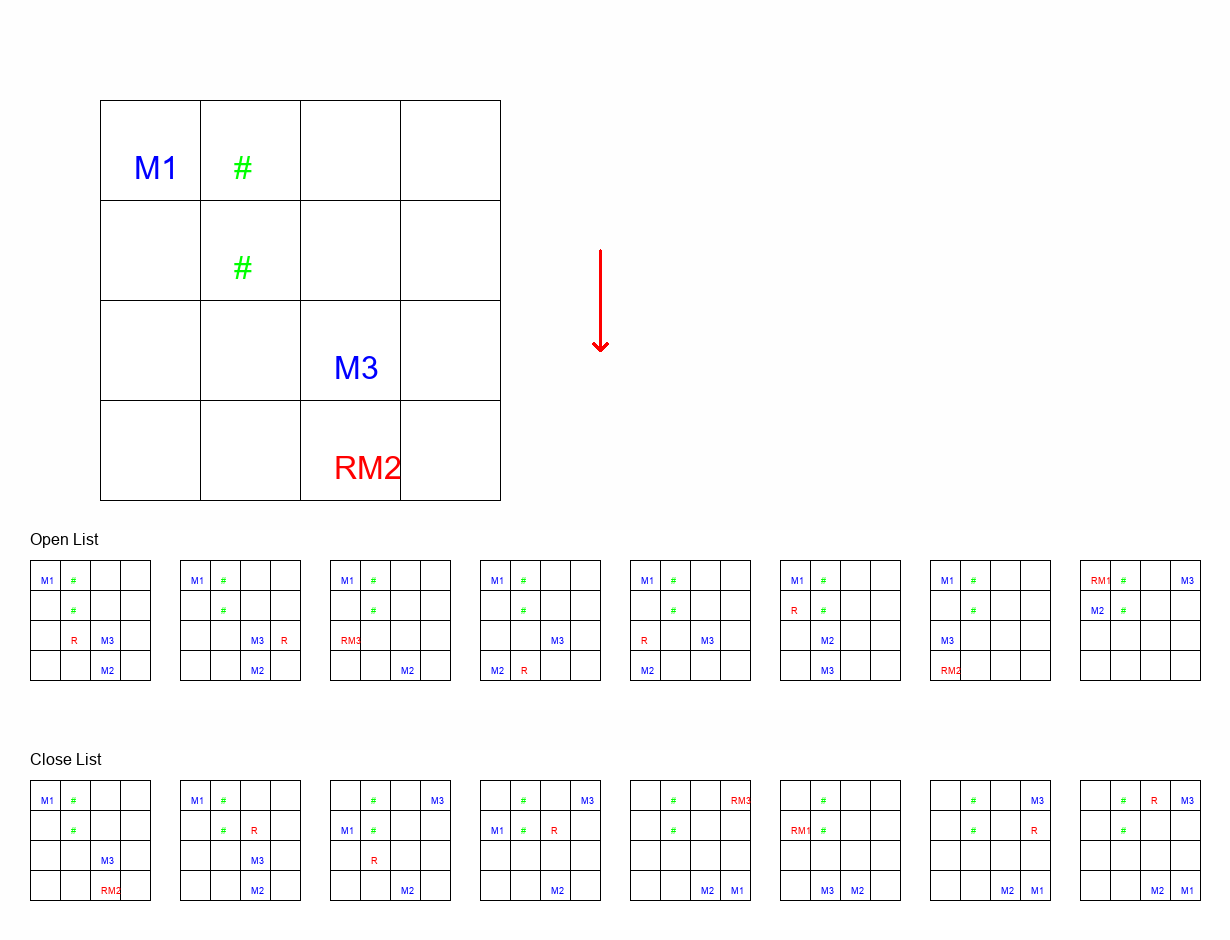 M1 #
#
M3
RM2
Open List
M1 # M1 # M1 # M1 # M1 # M1 # M1 # RM1 # M3
# # # # # R # # M2 #
R M3 M3 R RM3 M3 R M3 M2 M3
M2 M2 M2 M2 R M2 M3 RM2
Close List
M1 # M1 # # M3 # M3 # RM3 # # M3 # R M3
# # R M1 # M1 # R # RM1 # # R #
M3 M3 R
RM2 M2 M2 M2 M2 M1 M3 M2 M2 M1 M2 M1